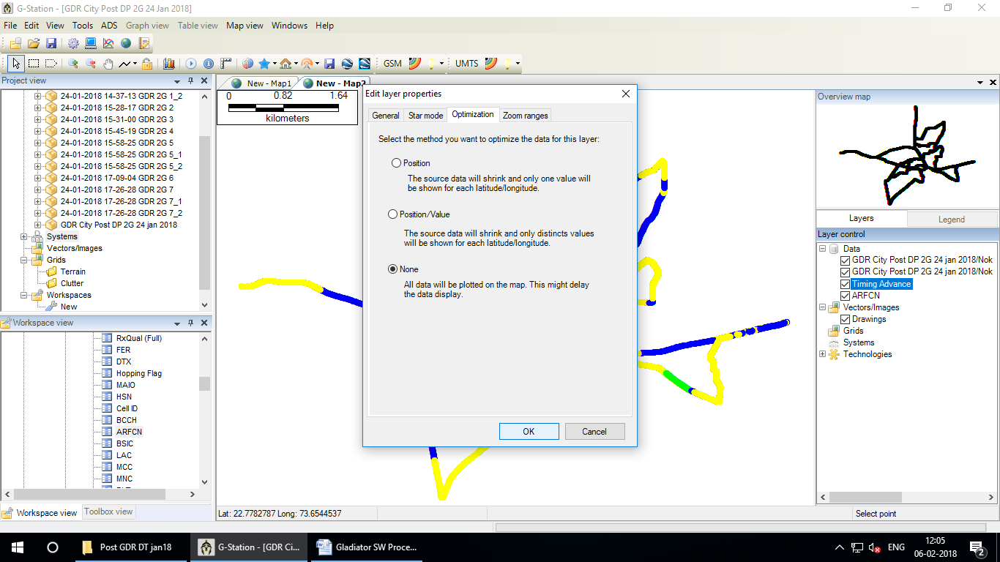 G-Station - [GDR City Post DP 2G 24 Jan 2018]
File Edit View Tools ADS Graph view Table view Map view Windows Help
GSM UMTS
Project view
24-01-2018 14-37-13 GDR 2G 1_2
24-01-2018 15-28-17 GDR 2G 2
24-01-2018 15-31-00 GDR 2G 3
24-01-2018 15-45-19 GDR 2G 4
24-01-2018 15-58-25 GDR 2G 5
24-01-2018 15-58-25 GDR 2G 5_1
24-01-2018 15-58-25 GDR 2G 5_2
24-01-2018 17-09-04 GDR 2G 6
24-01-2018 17-26-28 GDR 2G 7
24-01-2018 17-26-28 GDR 2G 7_1
24-01-2018 17-26-28 GDR 2G 7_2
GDR City Post DP 2G 24 jan 2018
Systems
Vectors/Images
Grids
Terrain
Clutter
Workspaces
New
Workspace view
RxQual (Full)
FER
DTX
Hopping Flag
MAIO
HSN
Cell ID
BCCH
ARFCN
BSIC
LAC
MCC
MNC
Workspace view Toolbox view
New - Map1 New - Map2
0 0.82 1.64
kilometers
Edit layer properties
General Star mode Optimization Zoom ranges
Select the method you want to optimize the data for this layer:
Position
The source data will shrink and only one value will
be shown for each latitude/longitude.
Position/Value
The source data will shrink and only distincts values
will be shown for each latitude/longitude.
None
All data will be plotted on the map. This might delay
the data display.
OK Cancel
Overview map
Layers Legend
Layer control
Data
GDR City Post DP 2G 24 jan 2018/Nok
GDR City Post DP 2G 24 jan 2018/Nok
Timing Advance
ARFCN
Vectors/Images
Drawings
Grids
Systems
Technologies
Lat: 22.7782787 Long: 73.6544537
Select point
Post GDR DT jan18
G-Station - [GDR Ci...
Gladiator SW Proce...
ENG
12:05
06-02-2018
2